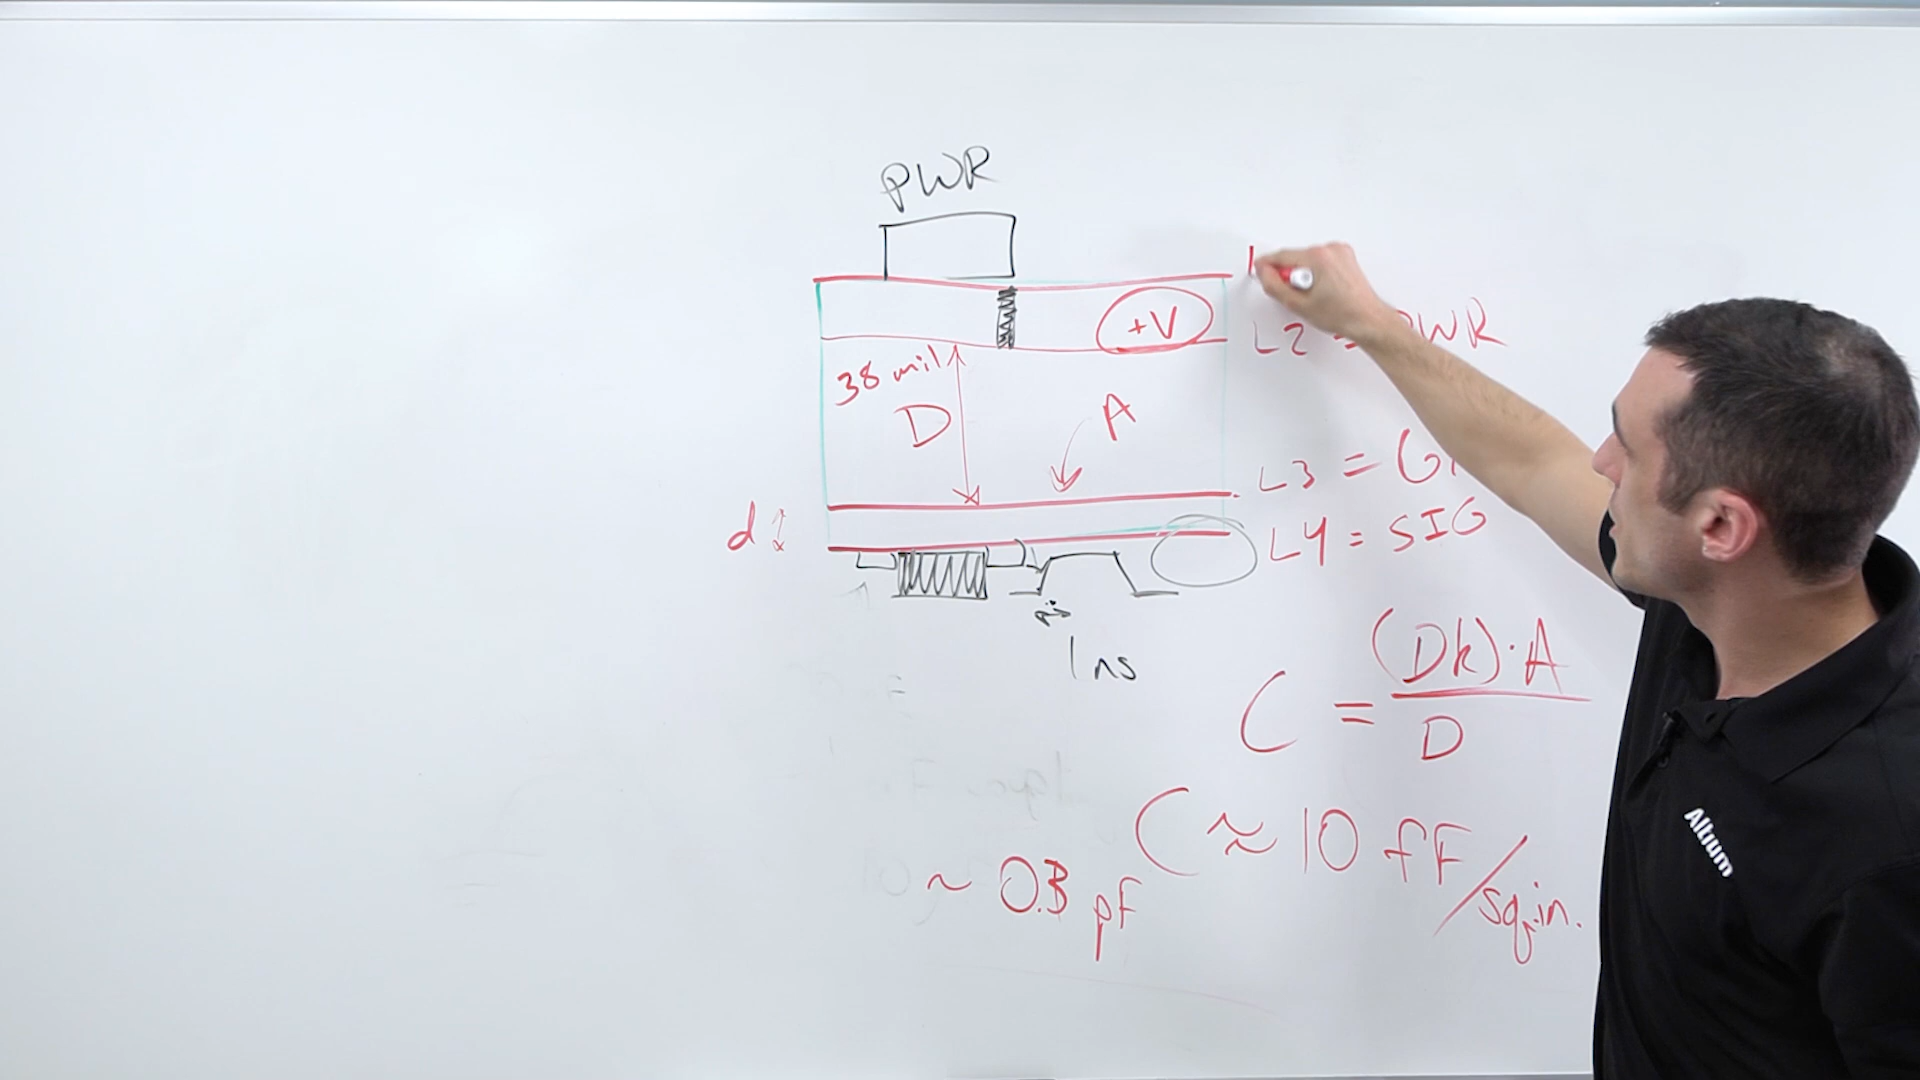 PWR
+V
L2 = PWR
38 mil
D
A
L3 =
d
L4 = SIG
1 ns
C = (Dk)·A / D
C ≈ 10 fF/sq.in.
~ 0.3 pF
Altium